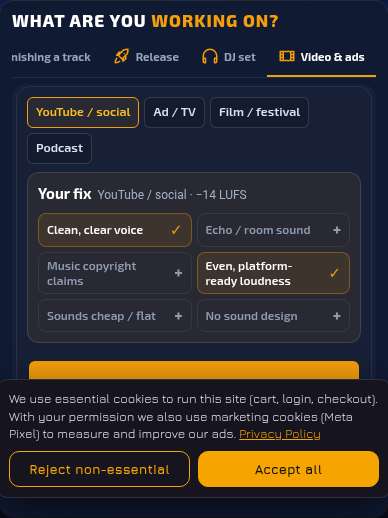 WHAT ARE YOU WORKING ON?
nishing a track Release DJ set Video & ads
YouTube / social Ad / TV Film / festival
Podcast
Your fix YouTube / social · −14 LUFS
Clean, clear voice ✓ Echo / room sound +
Music copyright claims +
Even, platform-ready loudness ✓
Sounds cheap / flat + No sound design +
We use essential cookies to run this site (cart, login, checkout).
With your permission we also use marketing cookies (Meta
Pixel) to measure and improve our ads. Privacy Policy
Reject non-essential Accept all